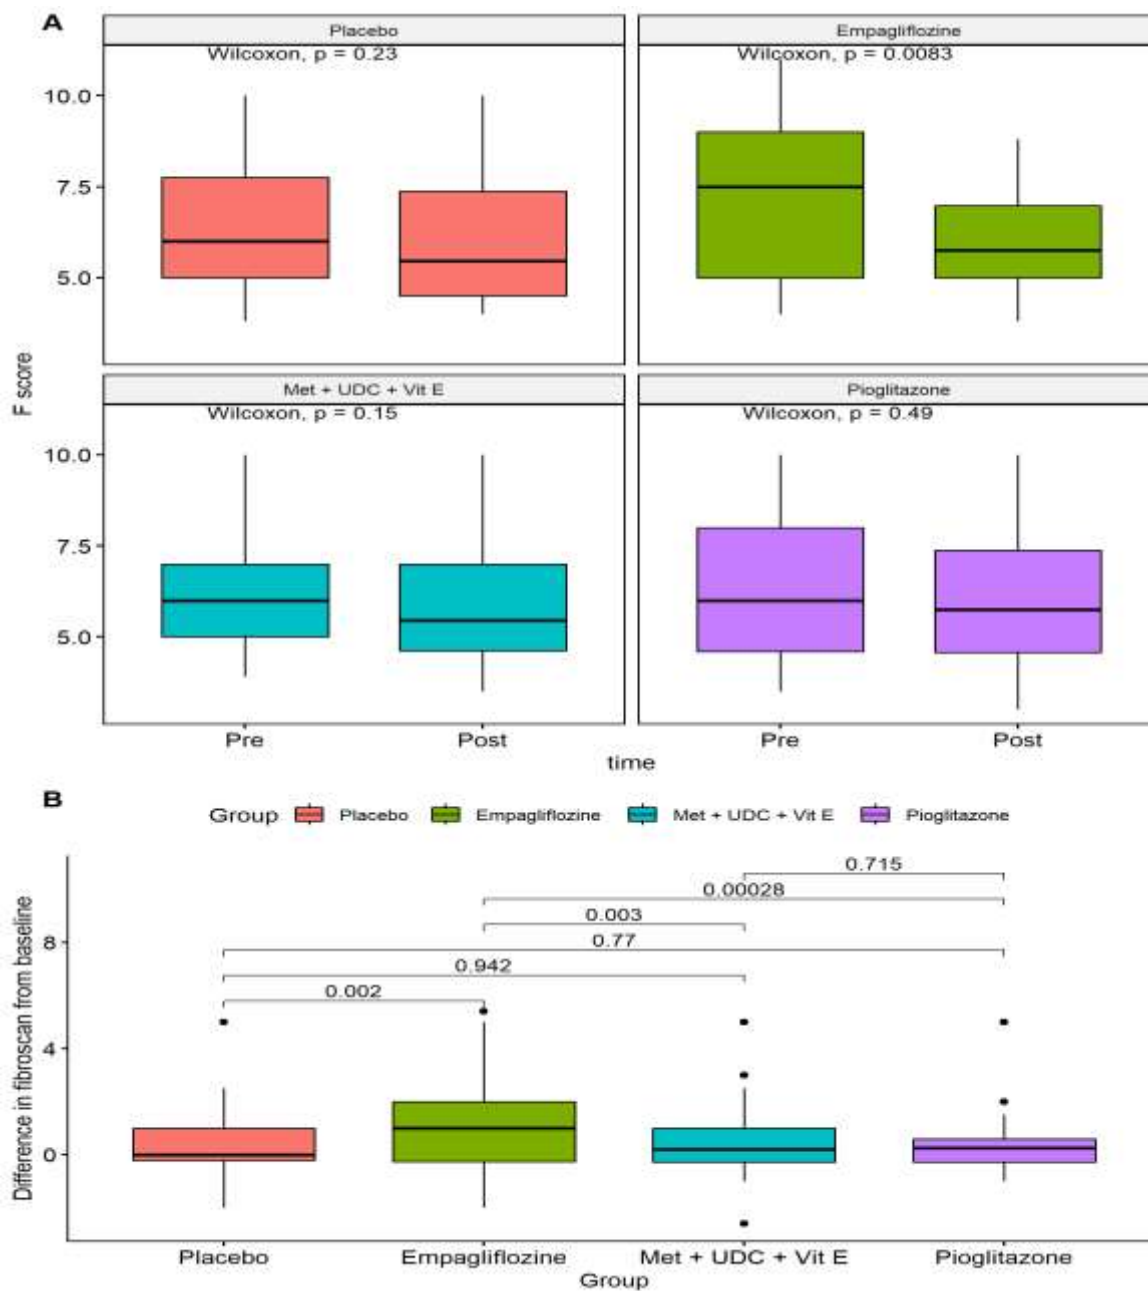 A
Placebo
Empagliflozine
Wilcoxon, p = 0.23
Wilcoxon, p = 0.0083
10.0
7.5
5.0
F score
Met + UDC + Vit E
Pioglitazone
Wilcoxon, p = 0.15
Wilcoxon, p = 0.49
10.0
7.5
5.0
Pre
Post
Pre
Post
time
B
Group Placebo Empagliflozine Met + UDC + Vit E Pioglitazone
Difference in fibroscan from baseline
0.715
0.00028
0.003
8
0.77
0.942
0.002
4
0
Placebo
Empagliflozine
Met + UDC + Vit E
Pioglitazone
Group